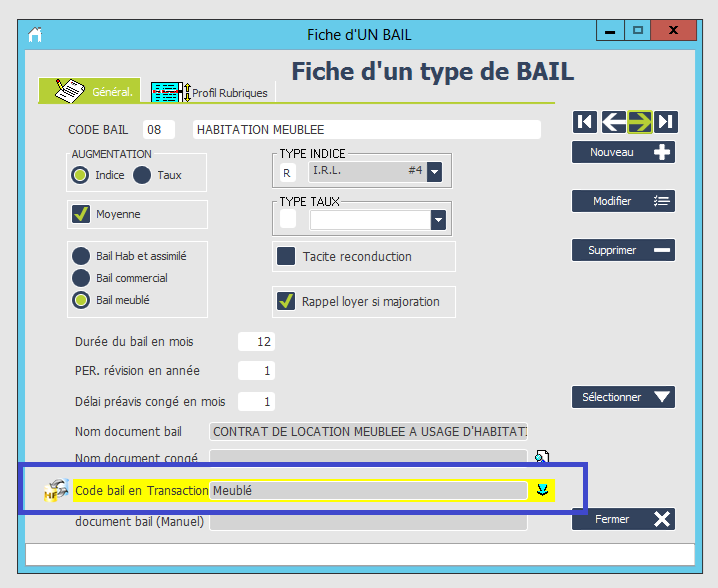 Fiche d'UN BAIL
Fiche d'un type de BAIL
Général.
Profil Rubriques
CODE BAIL 08 HABITATION MEUBLEE
Nouveau
AUGMENTATION
Indice Taux
TYPE INDICE
R I.R.L. #4
Modifier
Moyenne
TYPE TAUX
Bail Hab et assimilé
Bail commercial
Bail meublé
Tacite reconduction
Supprimer
Rappel loyer si majoration
Durée du bail en mois 12
PER. révision en année 1
Délai préavis congé en mois 1
Sélectionner
Nom document bail CONTRAT DE LOCATION MEUBLEE A USAGE D'HABITATI
Nom document congé
Code bail en Transaction Meublé
document bail (Manuel)
Fermer